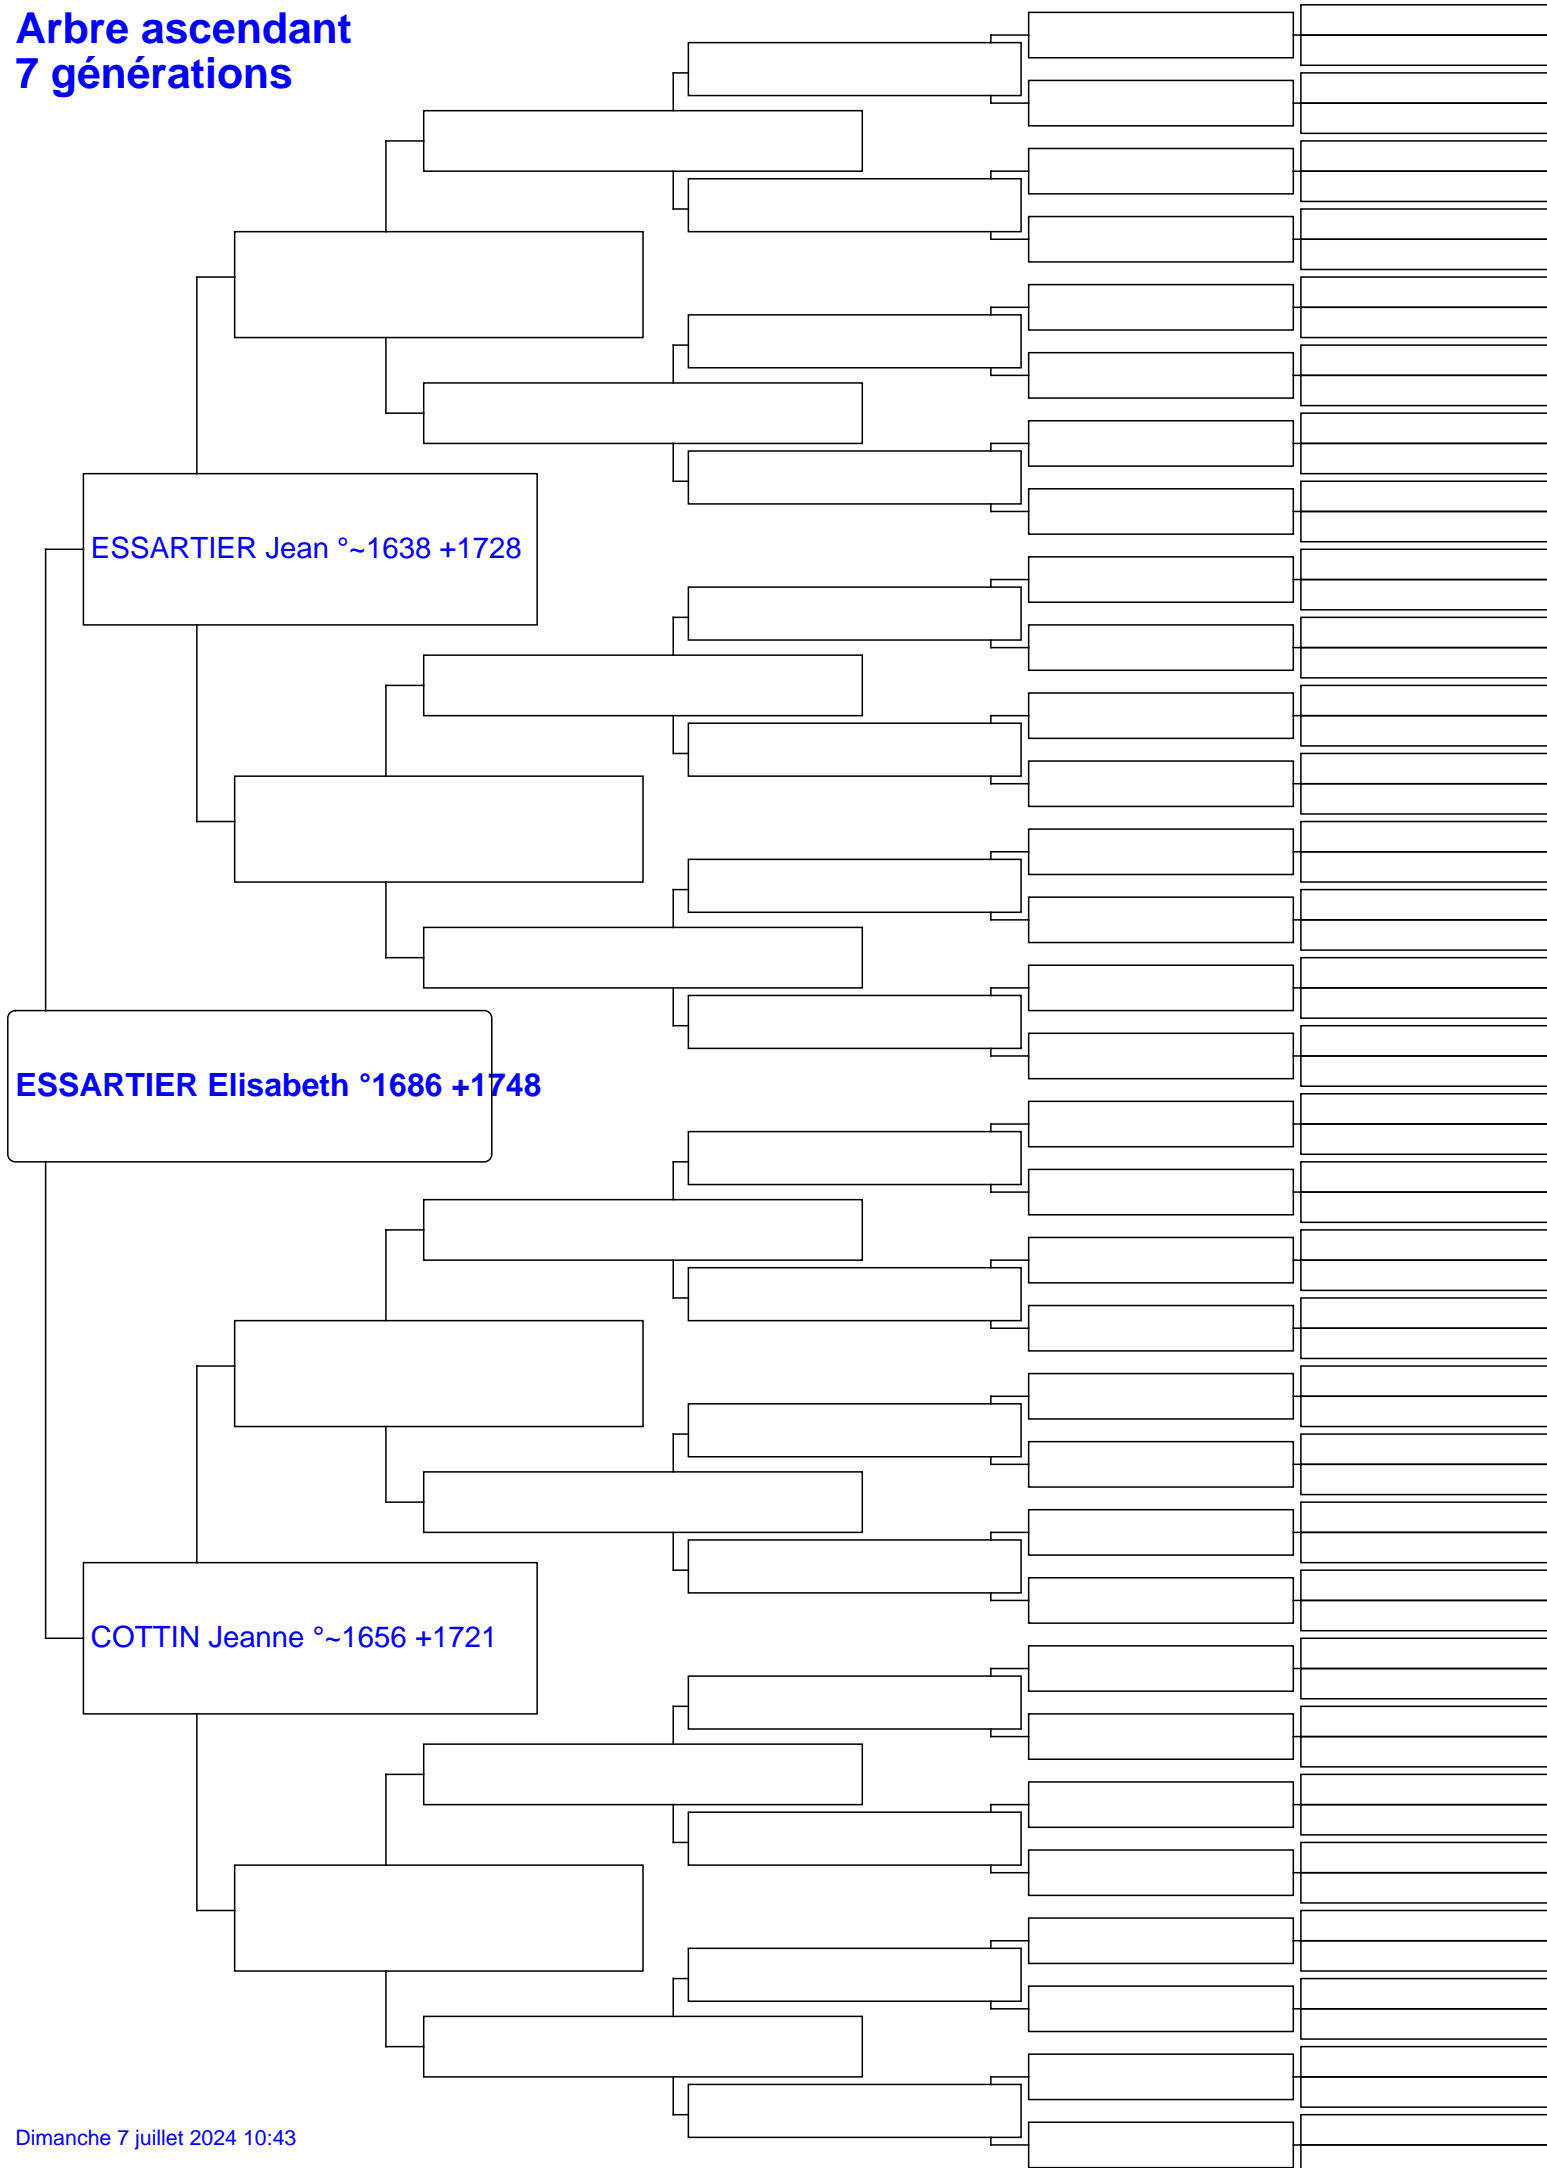 Arbre ascendant
7 générations
ESSARTIER Jean °~1638 +1728
ESSARTIER Elisabeth °1686 +1748
COTTIN Jeanne °~1656 +1721
Dimanche 7 juillet 2024 10:43